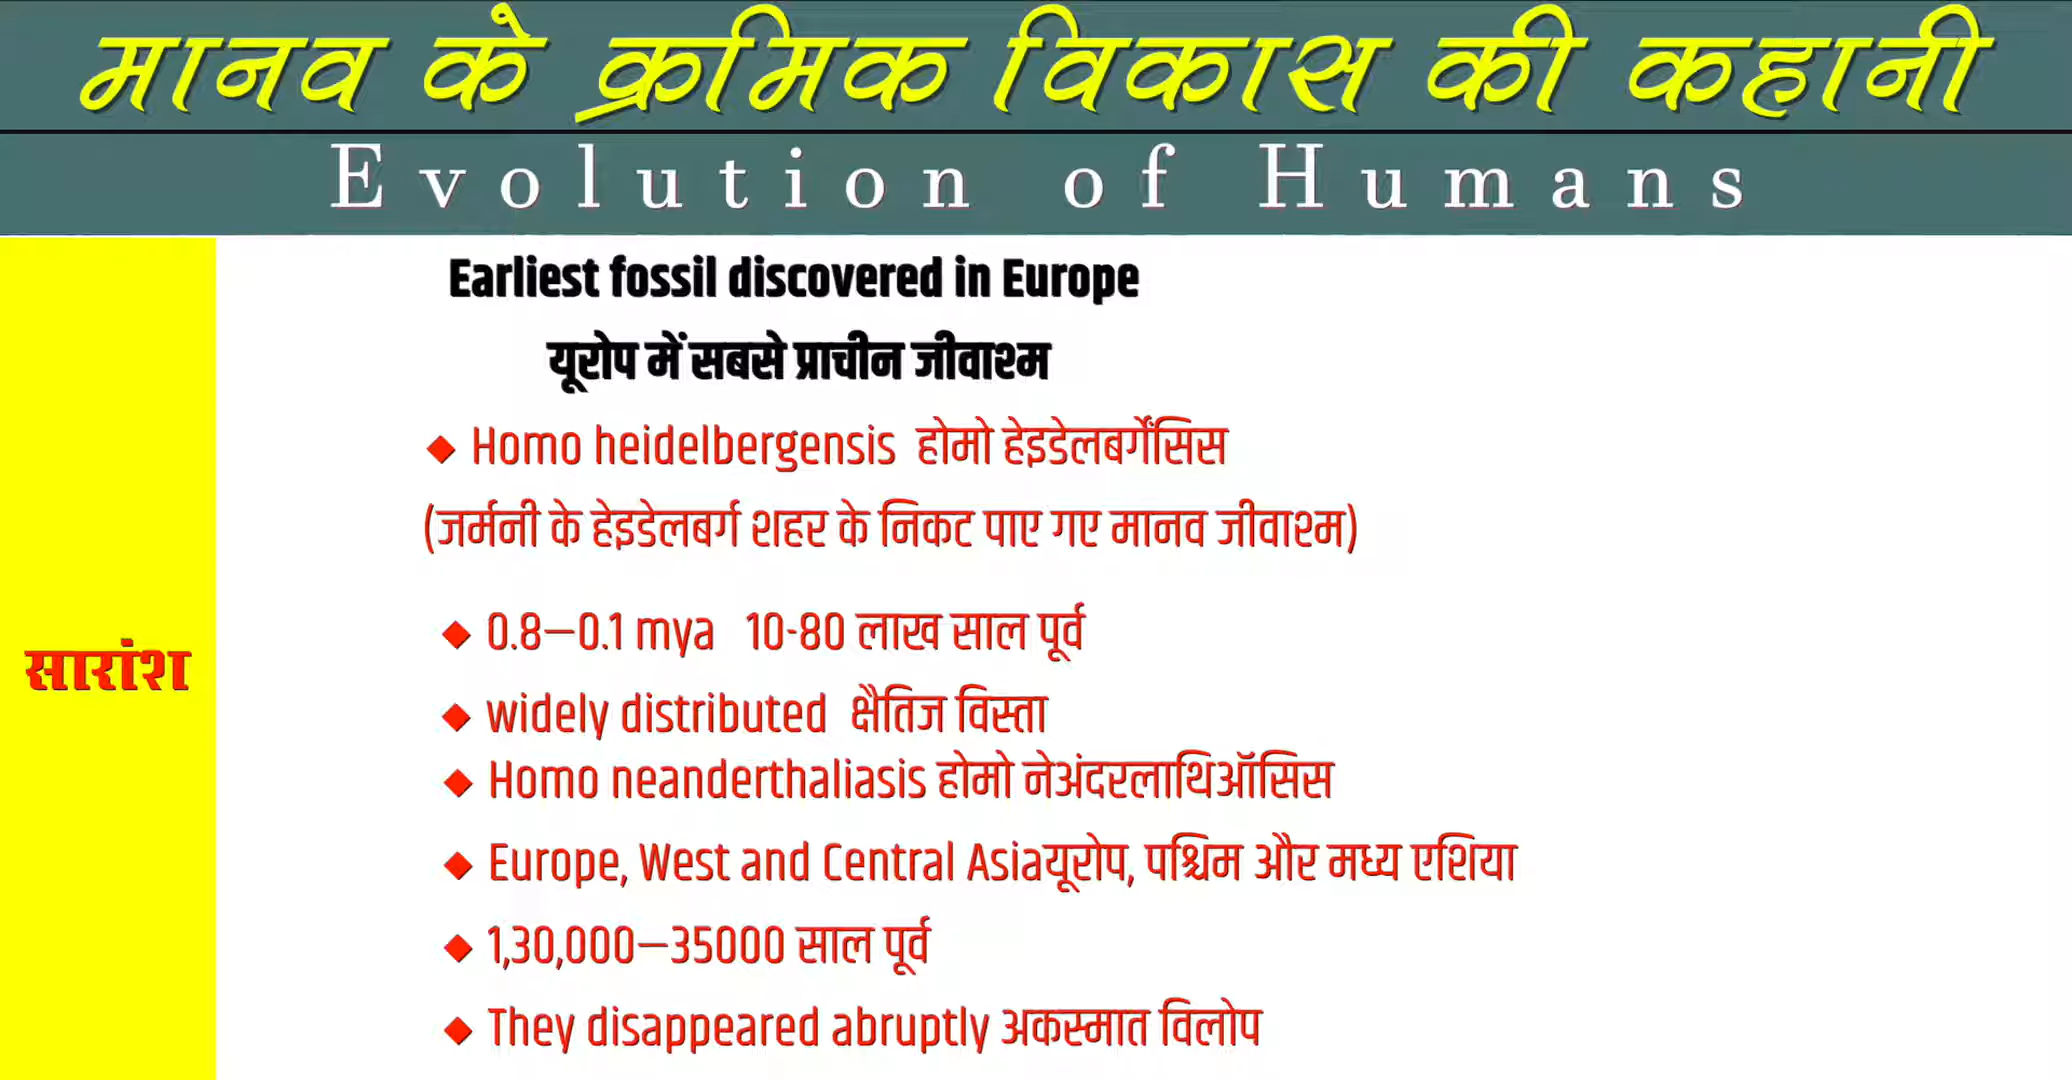 मानव के क्रमिक विकास की कहानी
Evolution of Humans
Earliest fossil discovered in Europe
यूरोप में सबसे प्राचीन जीवाश्म
◆ Homo heidelbergensis होमो हेइडेलबर्गेंसिस
(जर्मनी के हेइडेलबर्ग शहर के निकट पाए गए मानव जीवाश्म)
◆ 0.8–0.1 mya 10-80 लाख साल पूर्व
सारांश
◆ widely distributed क्षैतिज विस्ता
◆ Homo neanderthaliasis होमो नेअंदरलाथिऑसिस
◆ Europe, West and Central Asiaयूरोप, पश्चिम और मध्य एशिया
◆ 1,30,000–35000 साल पूर्व
◆ They disappeared abruptly अकस्मात विलोप